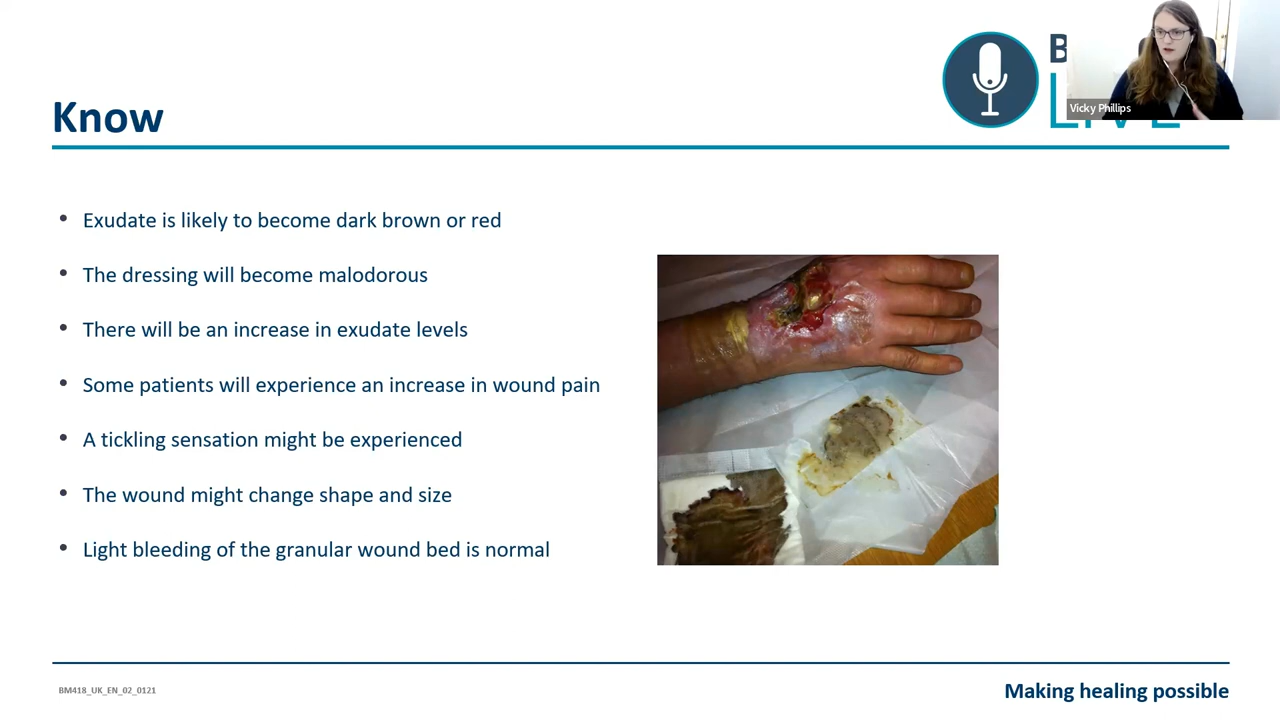 Know
B
LIVE
Vicky Phillips
• Exudate is likely to become dark brown or red
• The dressing will become malodorous
• There will be an increase in exudate levels
• Some patients will experience an increase in wound pain
• A tickling sensation might be experienced
• The wound might change shape and size
• Light bleeding of the granular wound bed is normal
BM418_UK_EN_02_0121
Making healing possible